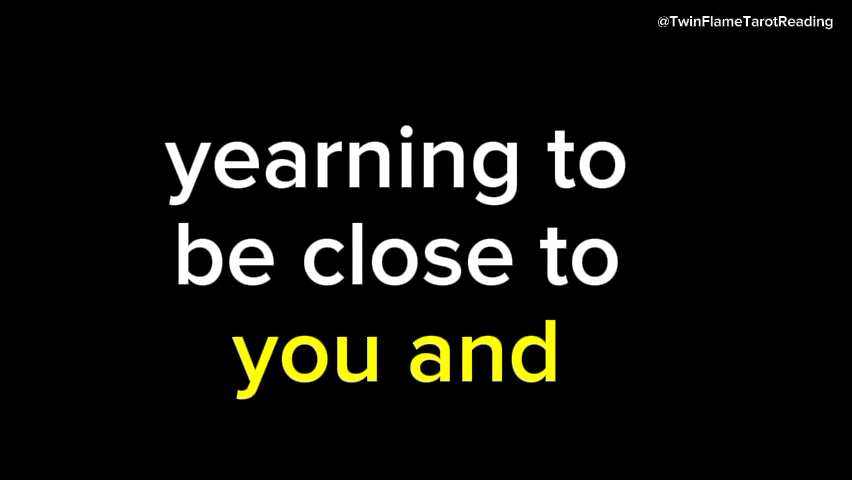 @TwinFlameTarotReading
yearning to
be close to
you and